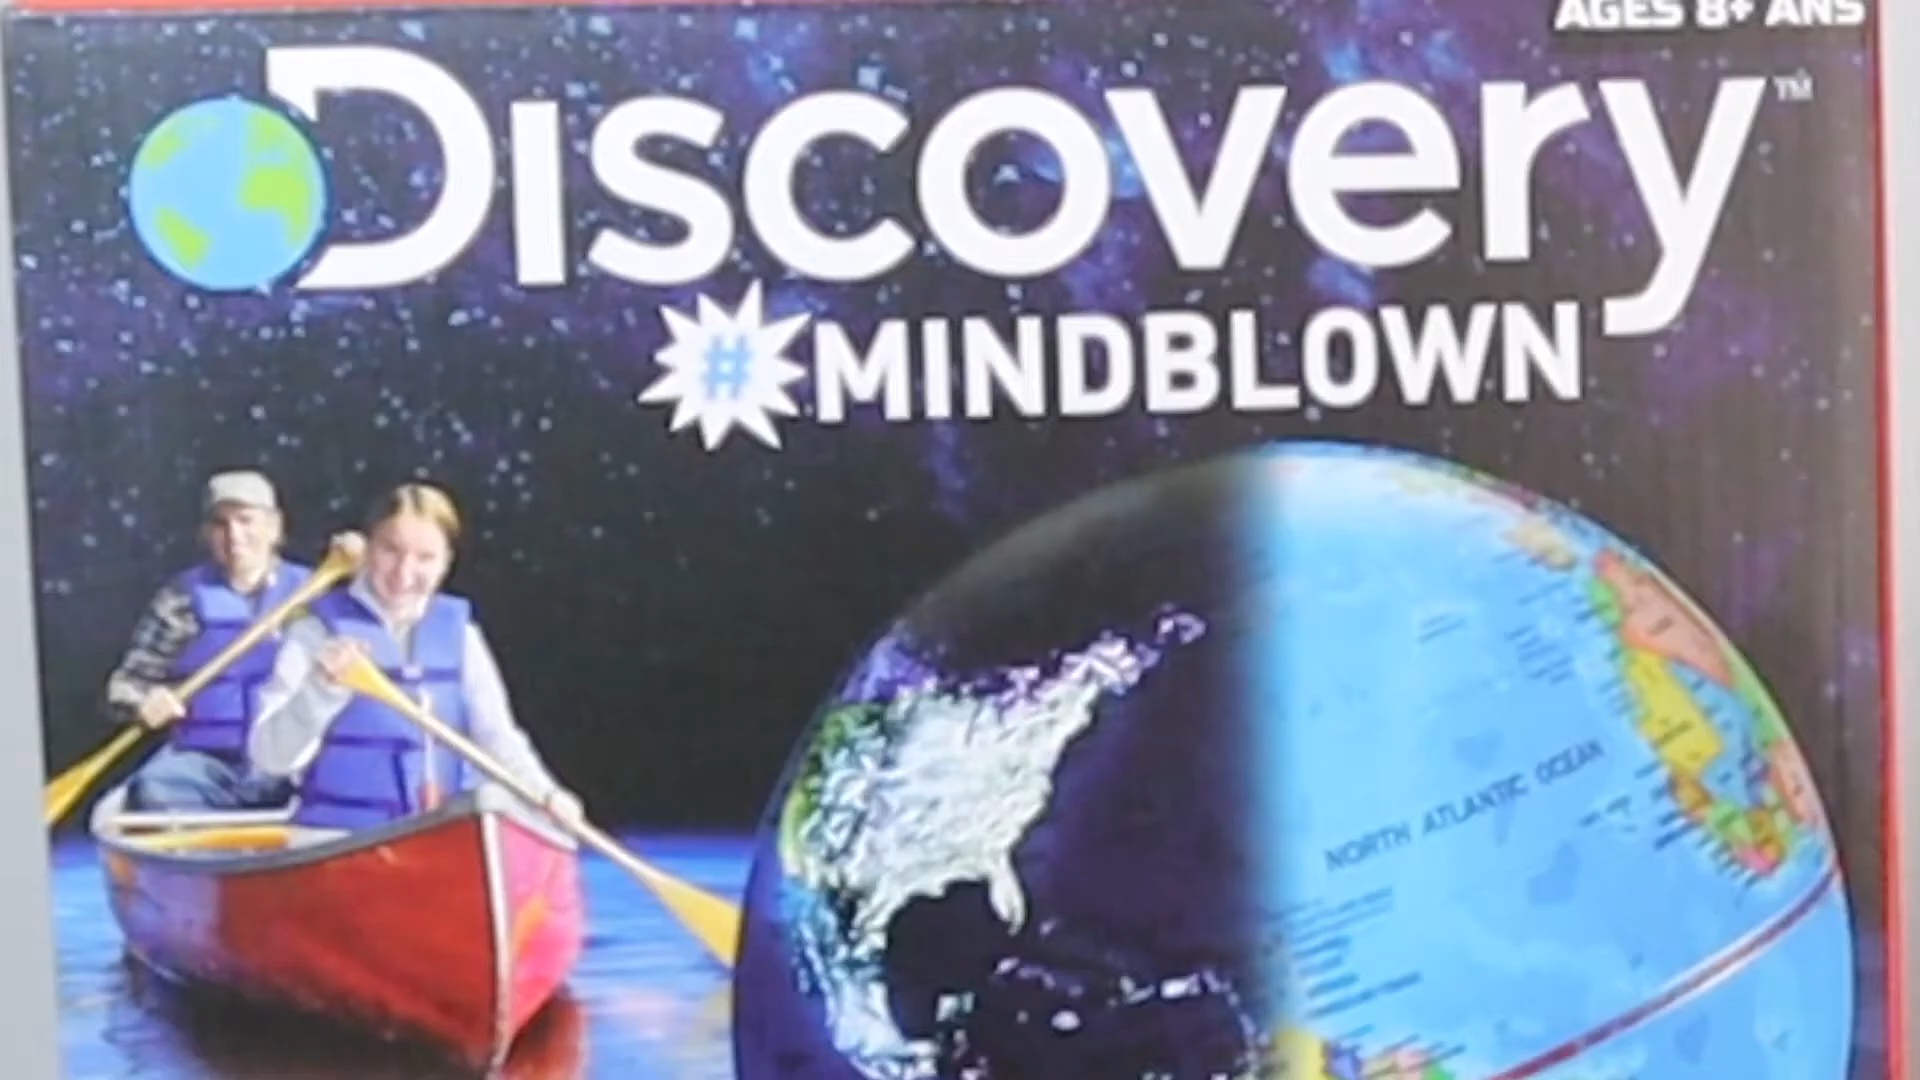 AGES 8+ ANS
DISCOVERY™
#MINDBLOWN
NORTH ATLANTIC OCEAN